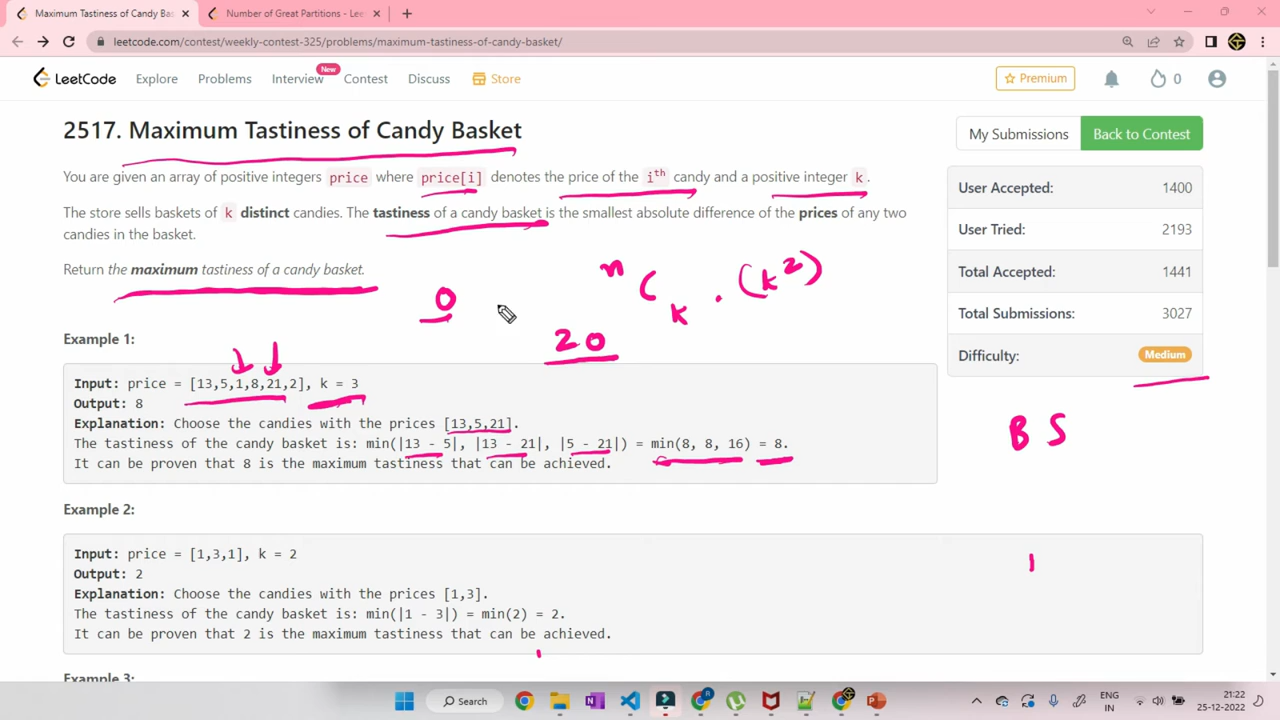 Maximum Tastiness of Candy Bas
Number of Great Partitions - Lee
leetcode.com/contest/weekly-contest-325/problems/maximum-tastiness-of-candy-basket/
LeetCode Explore Problems Interview New Contest Discuss Store Premium 0
2517. Maximum Tastiness of Candy Basket
My Submissions Back to Contest
You are given an array of positive integers price where price[i] denotes the price of the ith candy and a positive integer k.
The store sells baskets of k distinct candies. The tastiness of a candy basket is the smallest absolute difference of the prices of any two
candies in the basket.
Return the maximum tastiness of a candy basket.
n C k . (k2)
0
20
User Accepted: 1400
User Tried: 2193
Total Accepted: 1441
Total Submissions: 3027
Difficulty: Medium
B S
Example 1:
Input: price = [13,5,1,8,21,2], k = 3
Output: 8
Explanation: Choose the candies with the prices [13,5,21].
The tastiness of the candy basket is: min(|13 - 5|, |13 - 21|, |5 - 21|) = min(8, 8, 16) = 8.
It can be proven that 8 is the maximum tastiness that can be achieved.
Example 2:
Input: price = [1,3,1], k = 2
Output: 2
Explanation: Choose the candies with the prices [1,3].
The tastiness of the candy basket is: min(|1 - 3|) = min(2) = 2.
It can be proven that 2 is the maximum tastiness that can be achieved.
Example 3:
Search
ENG
IN
21:22
25-12-2022